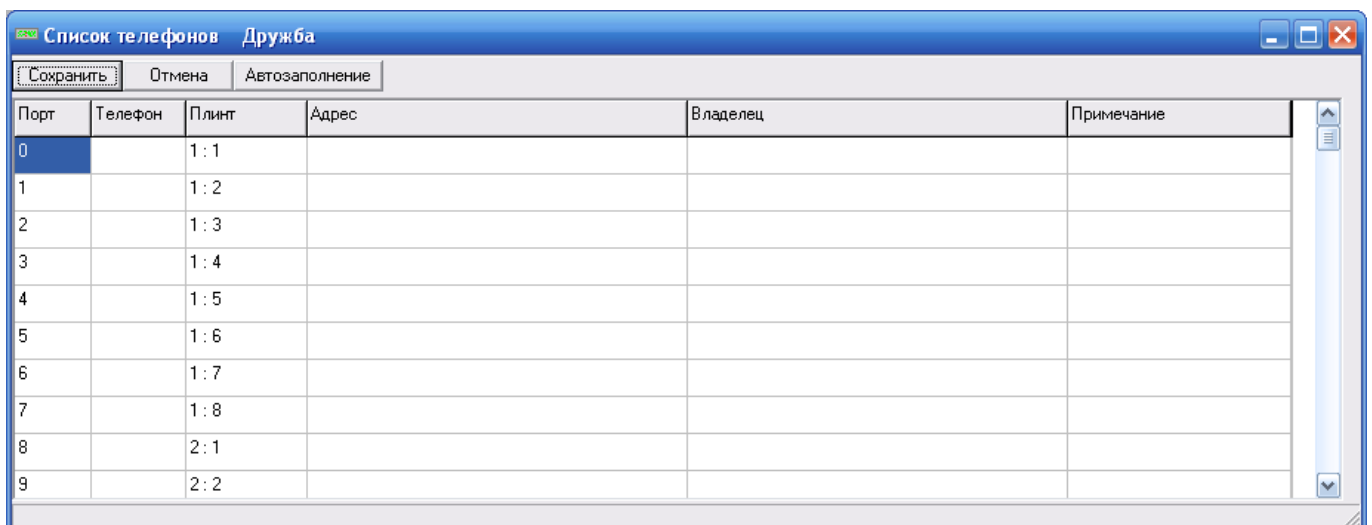 Список телефонов Дружба
Сохранить Отмена Автозаполнение
Порт Телефон Плинт Адрес Владелец Примечание
0 1 : 1
1 1 : 2
2 1 : 3
3 1 : 4
4 1 : 5
5 1 : 6
6 1 : 7
7 1 : 8
8 2 : 1
9 2 : 2